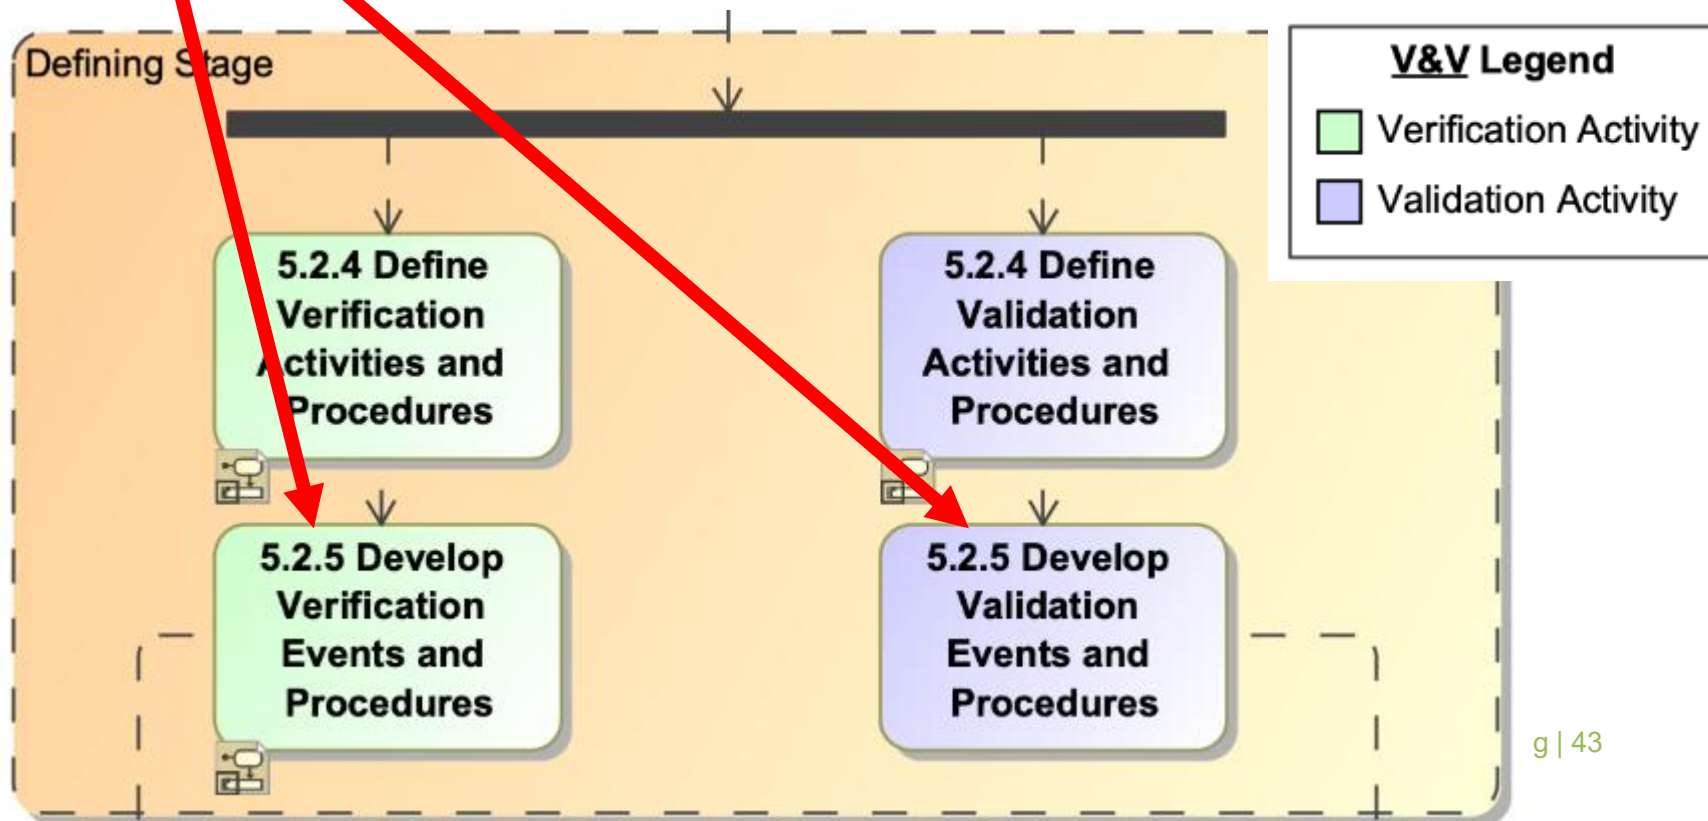 Defining Stage
V&V Legend
Verification Activity
Validation Activity
5.2.4 Define
Verification
Activities and
Procedures
5.2.4 Define
Validation
Activities and
Procedures
5.2.5 Develop
Verification
Events and
Procedures
5.2.5 Develop
Validation
Events and
Procedures
g | 43